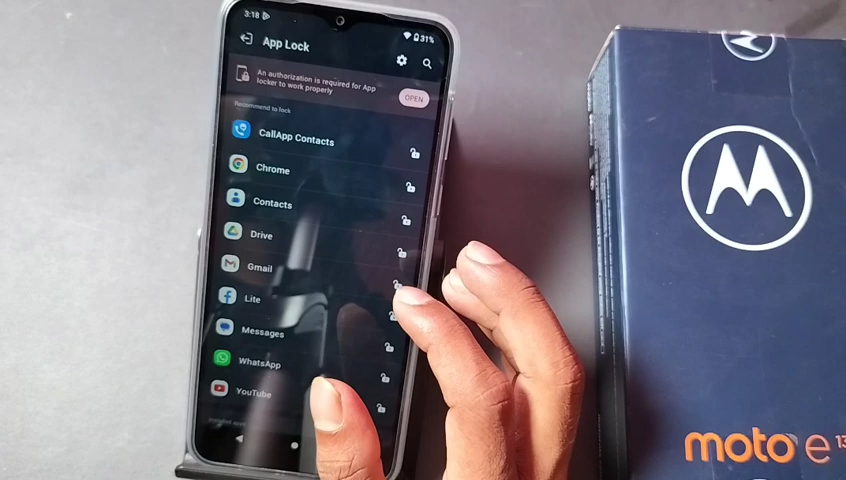 3:18
31%
App Lock
An authorization is required for App
locker to work properly
OPEN
Recommend to lock
CallApp Contacts
Chrome
Contacts
Drive
Gmail
Lite
Messages
WhatsApp
YouTube
moto e 13